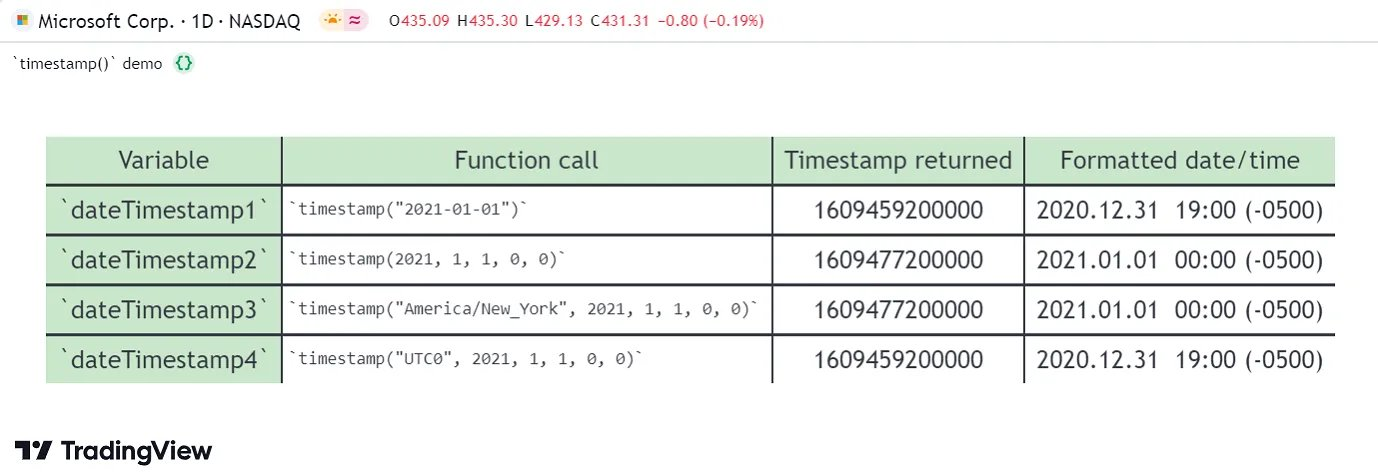 Microsoft Corp. · 1D · NASDAQ O435.09 H435.30 L429.13 C431.31 −0.80 (−0.19%)
`timestamp()` demo {}
Variable Function call Timestamp returned Formatted date/time
`dateTimestamp1` `timestamp("2021-01-01")` 1609459200000 2020.12.31 19:00 (-0500)
`dateTimestamp2` `timestamp(2021, 1, 1, 0, 0)` 1609477200000 2021.01.01 00:00 (-0500)
`dateTimestamp3` `timestamp("America/New_York", 2021, 1, 1, 0, 0)` 1609477200000 2021.01.01 00:00 (-0500)
`dateTimestamp4` `timestamp("UTC0", 2021, 1, 1, 0, 0)` 1609459200000 2020.12.31 19:00 (-0500)
TradingView